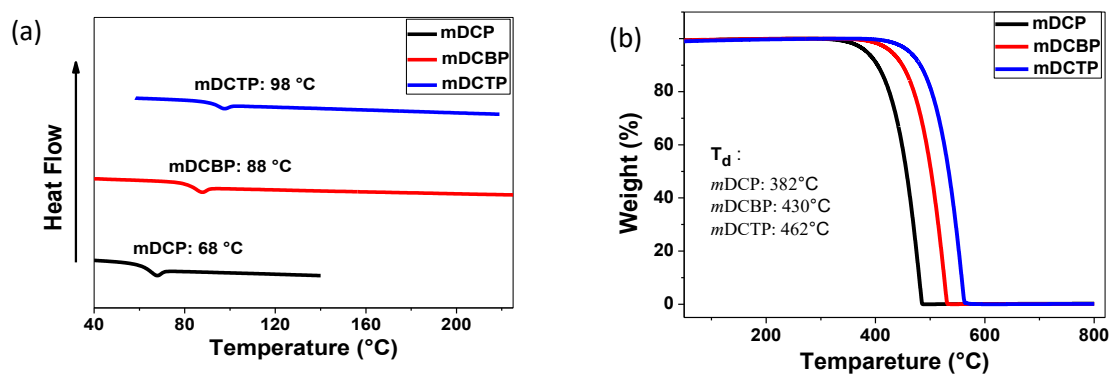 (a)
mDCP
mDCBP
mDCTP
mDCTP: 98 °C
mDCBP: 88 °C
mDCP: 68 °C
Heat Flow
40 80 120 160 200
Temperature (°C)
(b)
mDCP
mDCBP
mDCTP
80
60
40
20
0
Weight (%)
Td :
mDCP: 382°C
mDCBP: 430°C
mDCTP: 462°C
200 400 600 800
Tempareture (°C)